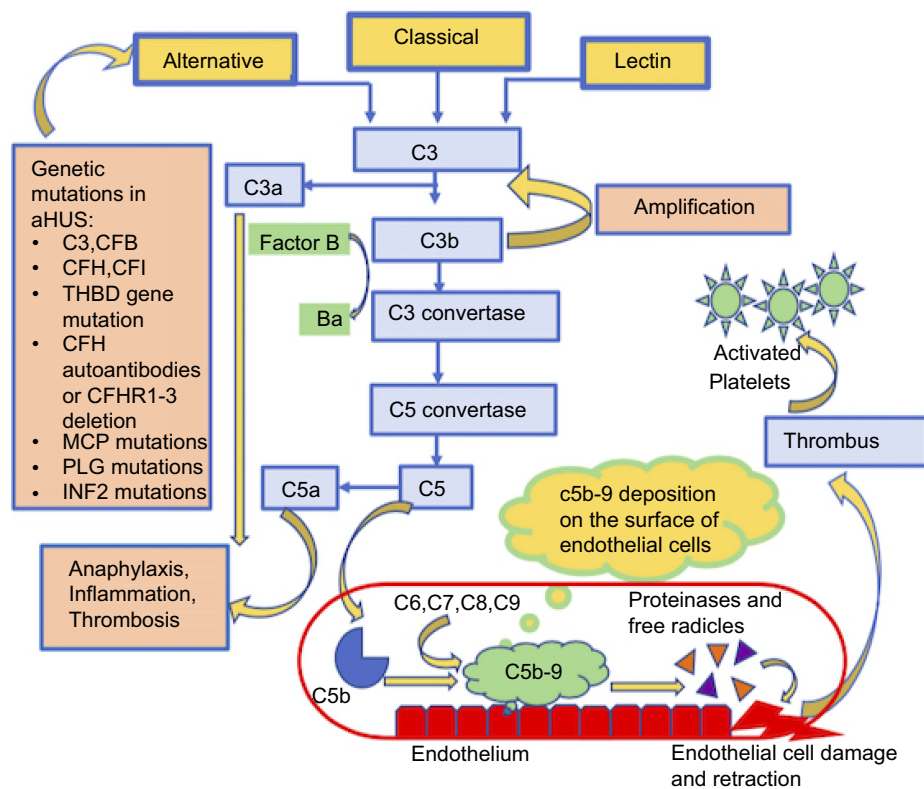 Classical
Alternative
Lectin
Genetic
mutations in
aHUS:
• C3,CFB
• CFH,CFI
• THBD gene
mutation
• CFH
autoantibodies
or CFHR1-3
deletion
• MCP mutations
• PLG mutations
• INF2 mutations
C3
C3a
Amplification
Factor B
C3b
Ba
C3 convertase
Activated
Platelets
C5 convertase
Thrombus
C5a
C5
c5b-9 deposition
on the surface of
endothelial cells
Anaphylaxis,
Inflammation,
Thrombosis
C6,C7,C8,C9
Proteinases and
free radicles
C5b
C5b-9
Endothelium
Endothelial cell damage
and retraction